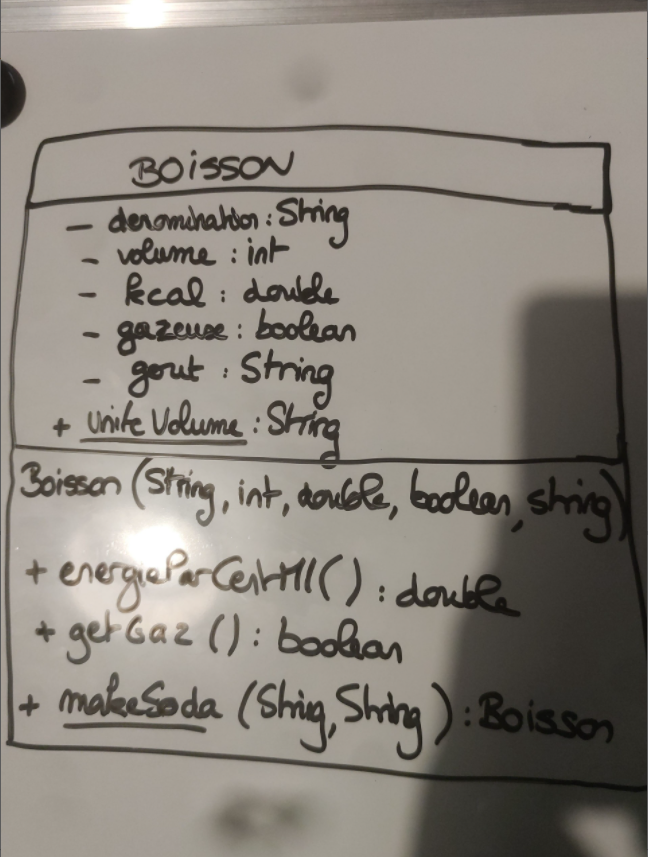 BOiSSON
- denomination : String
- volume : int
- kcal : double
- gazeuse : boolean
- gout : String
+ unite Volume : String
Boisson (String, int, double, boolean, string)
+ energieParCentMl() : double
+ getGaz () : boolean
+ makeSoda (String, String) : Boisson